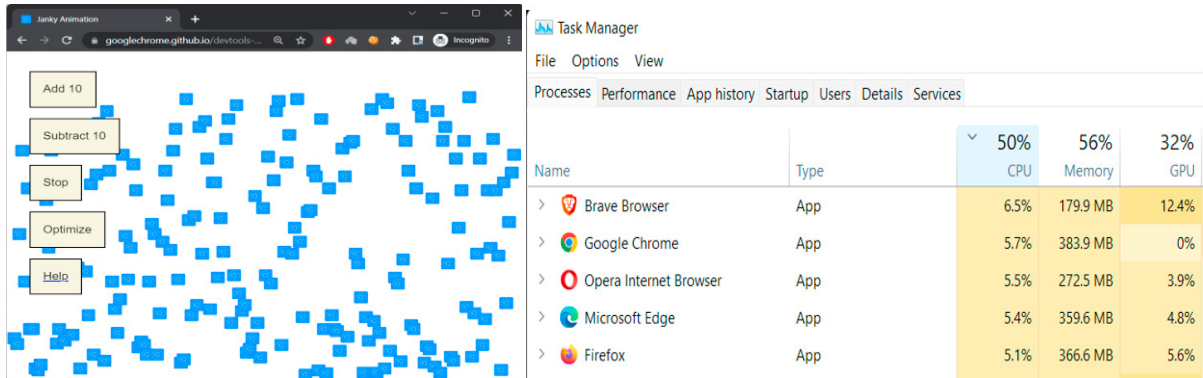 Janky Animation
googlechrome.github.io/devtools-...
Incognito
Add 10
Subtract 10
Stop
Optimize
Help
Task Manager
File Options View
Processes Performance App history Startup Users Details Services
50% 56% 32%
Name Type CPU Memory GPU
Brave Browser App 6.5% 179.9 MB 12.4%
Google Chrome App 5.7% 383.9 MB 0%
Opera Internet Browser App 5.5% 272.5 MB 3.9%
Microsoft Edge App 5.4% 359.6 MB 4.8%
Firefox App 5.1% 366.6 MB 5.6%